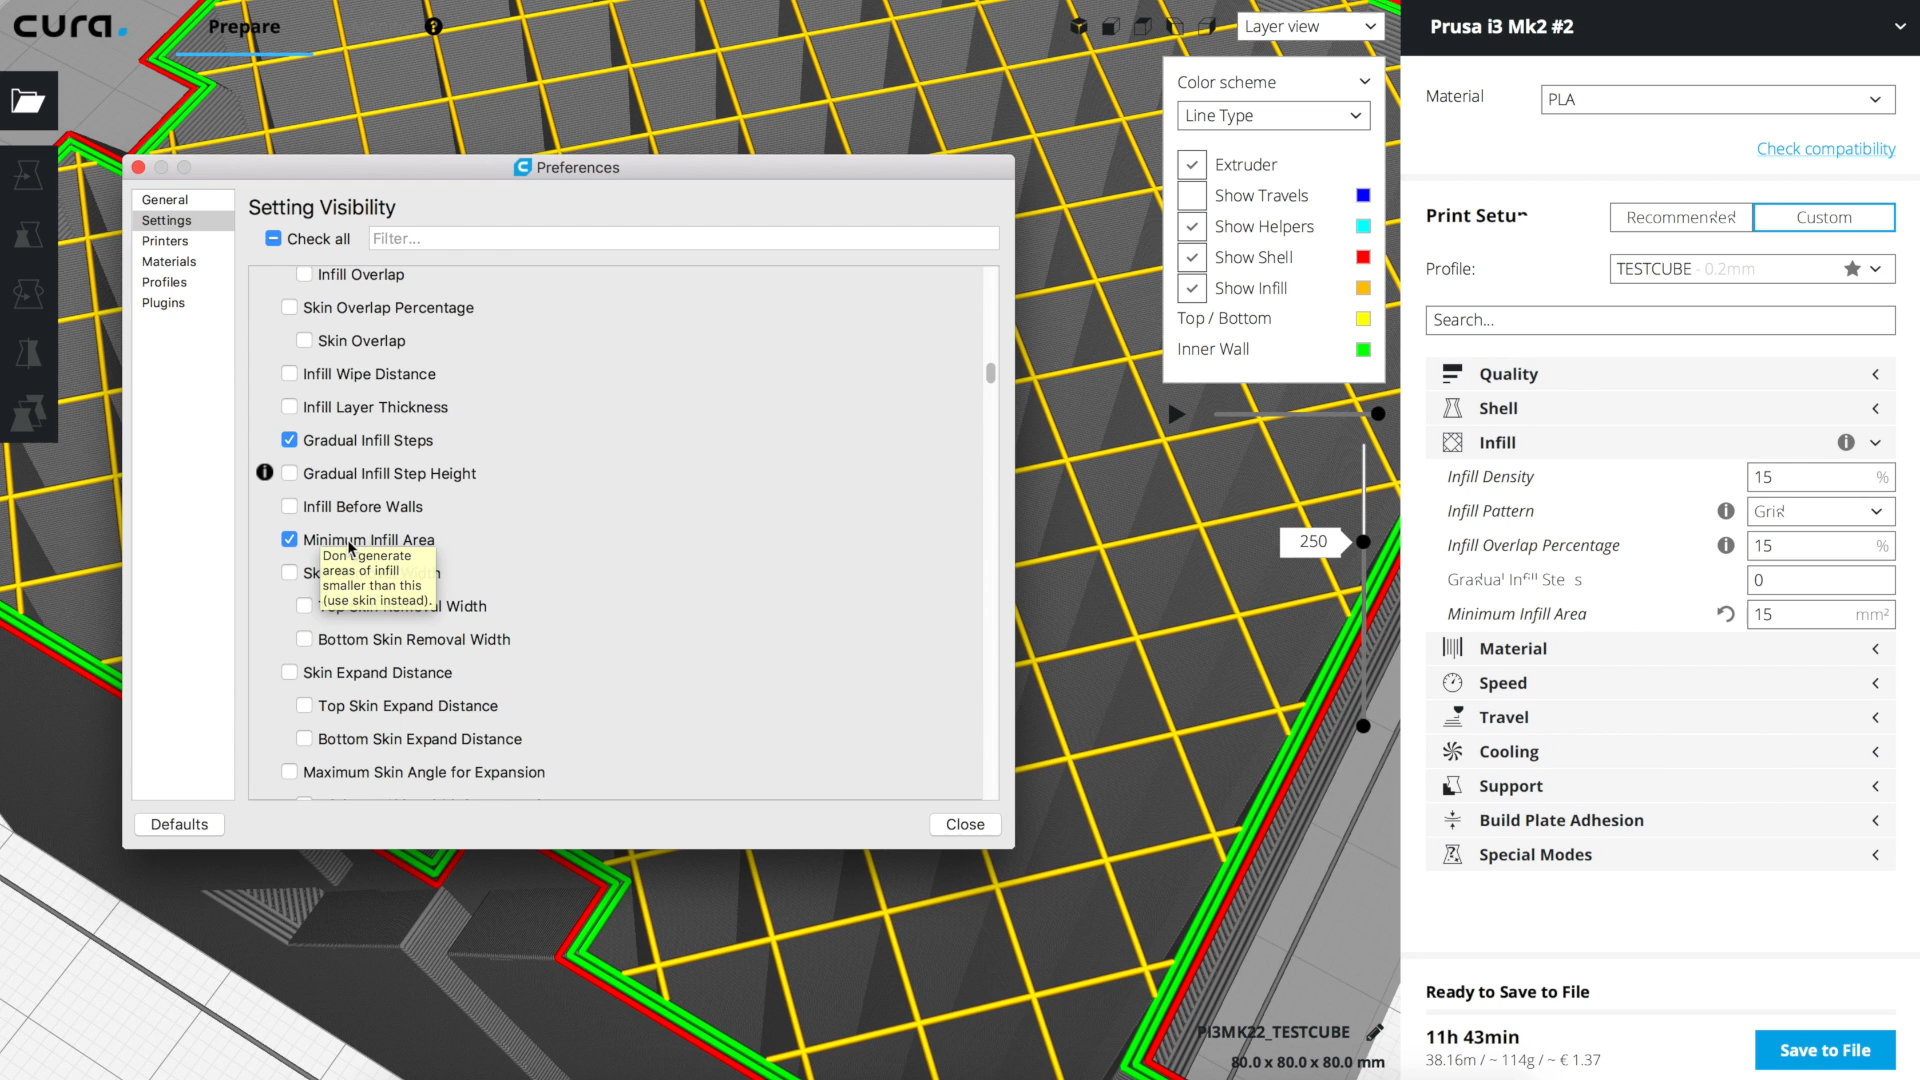 cura.
Prepare
Layer view
Prusa i3 Mk2 #2
Color scheme
Line Type
Extruder
Show Travels
Show Helpers
Show Shell
Show Infill
Top / Bottom
Inner Wall
Material
PLA
Check compatibility
Custom
Profile:
TESTCUBE - 0.2mm
Search...
Quality
Shell
Infill
Infill Density
15 %
Infill Pattern
Infill Overlap Percentage
15 %
0
Minimum Infill Area
15 mm²
Material
Speed
Travel
Cooling
Support
Build Plate Adhesion
Special Modes
Ready to Save to File
11h 43min
38.16m / ~ 114g / ~ € 1.37
Save to File
Preferences
General
Settings
Printers
Materials
Profiles
Plugins
Setting Visibility
Check all
Filter...
Infill Overlap
Skin Overlap Percentage
Skin Overlap
Infill Wipe Distance
Infill Layer Thickness
Gradual Infill Steps
Gradual Infill Step Height
Infill Before Walls
Minimum Infill Area
generate
areas of infill
smaller than this
(use skin instead).
Width
Bottom Skin Removal Width
Skin Expand Distance
Top Skin Expand Distance
Bottom Skin Expand Distance
Maximum Skin Angle for Expansion
Defaults
Close
250
PI3MK22_TESTCUBE
80.0 x 80.0 x 80.0 mm